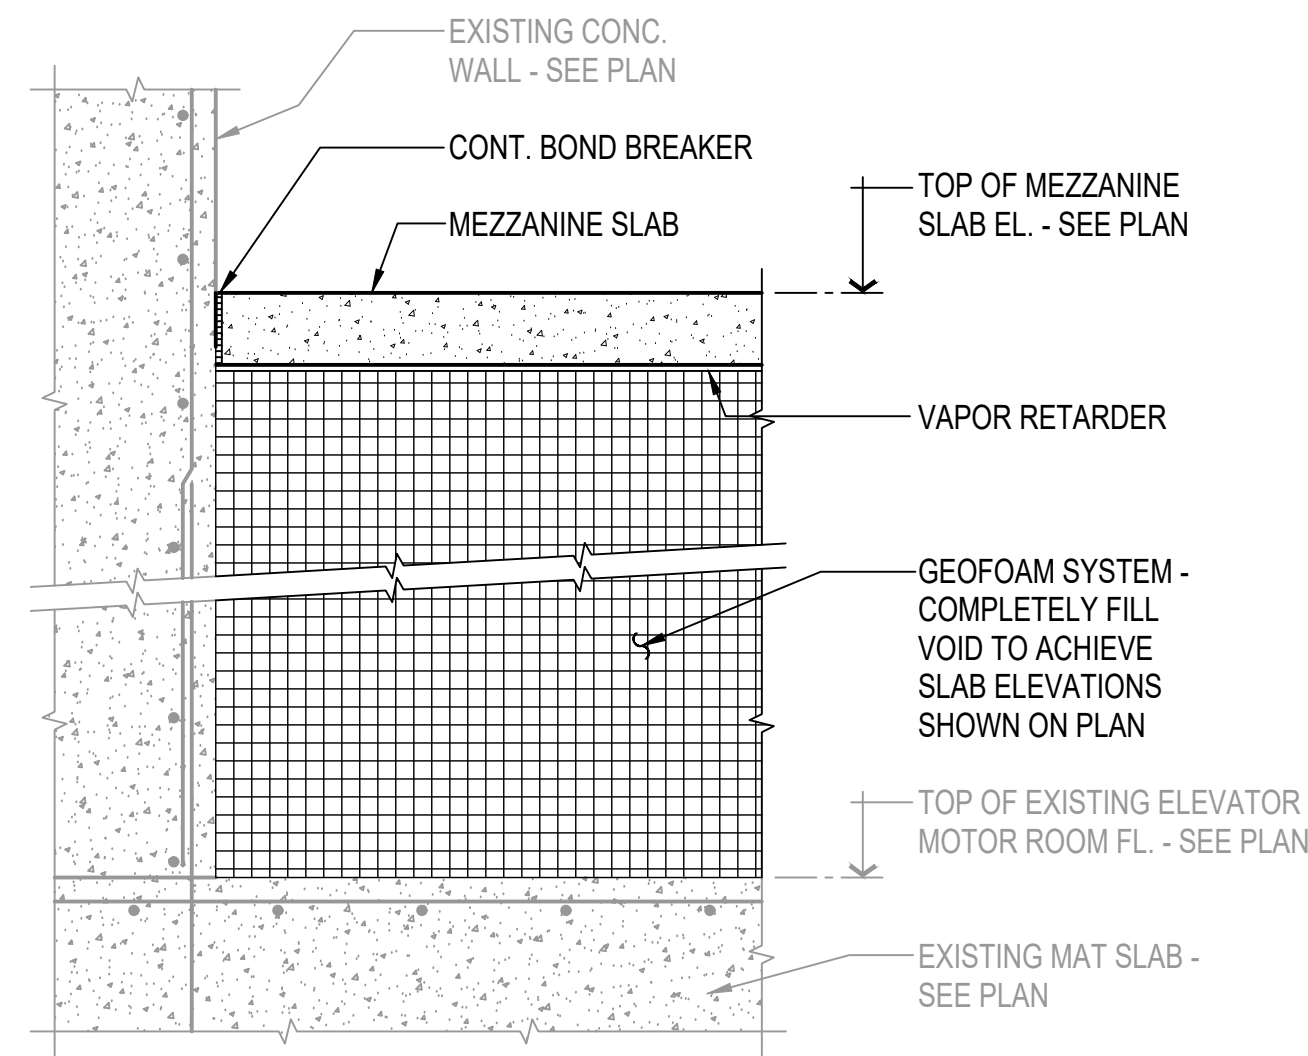 EXISTING CONC.
WALL - SEE PLAN
CONT. BOND BREAKER
MEZZANINE SLAB
TOP OF MEZZANINE
SLAB EL. - SEE PLAN
VAPOR RETARDER
GEOFOAM SYSTEM -
COMPLETELY FILL
VOID TO ACHIEVE
SLAB ELEVATIONS
SHOWN ON PLAN
TOP OF EXISTING ELEVATOR
MOTOR ROOM FL. - SEE PLAN
EXISTING MAT SLAB -
SEE PLAN